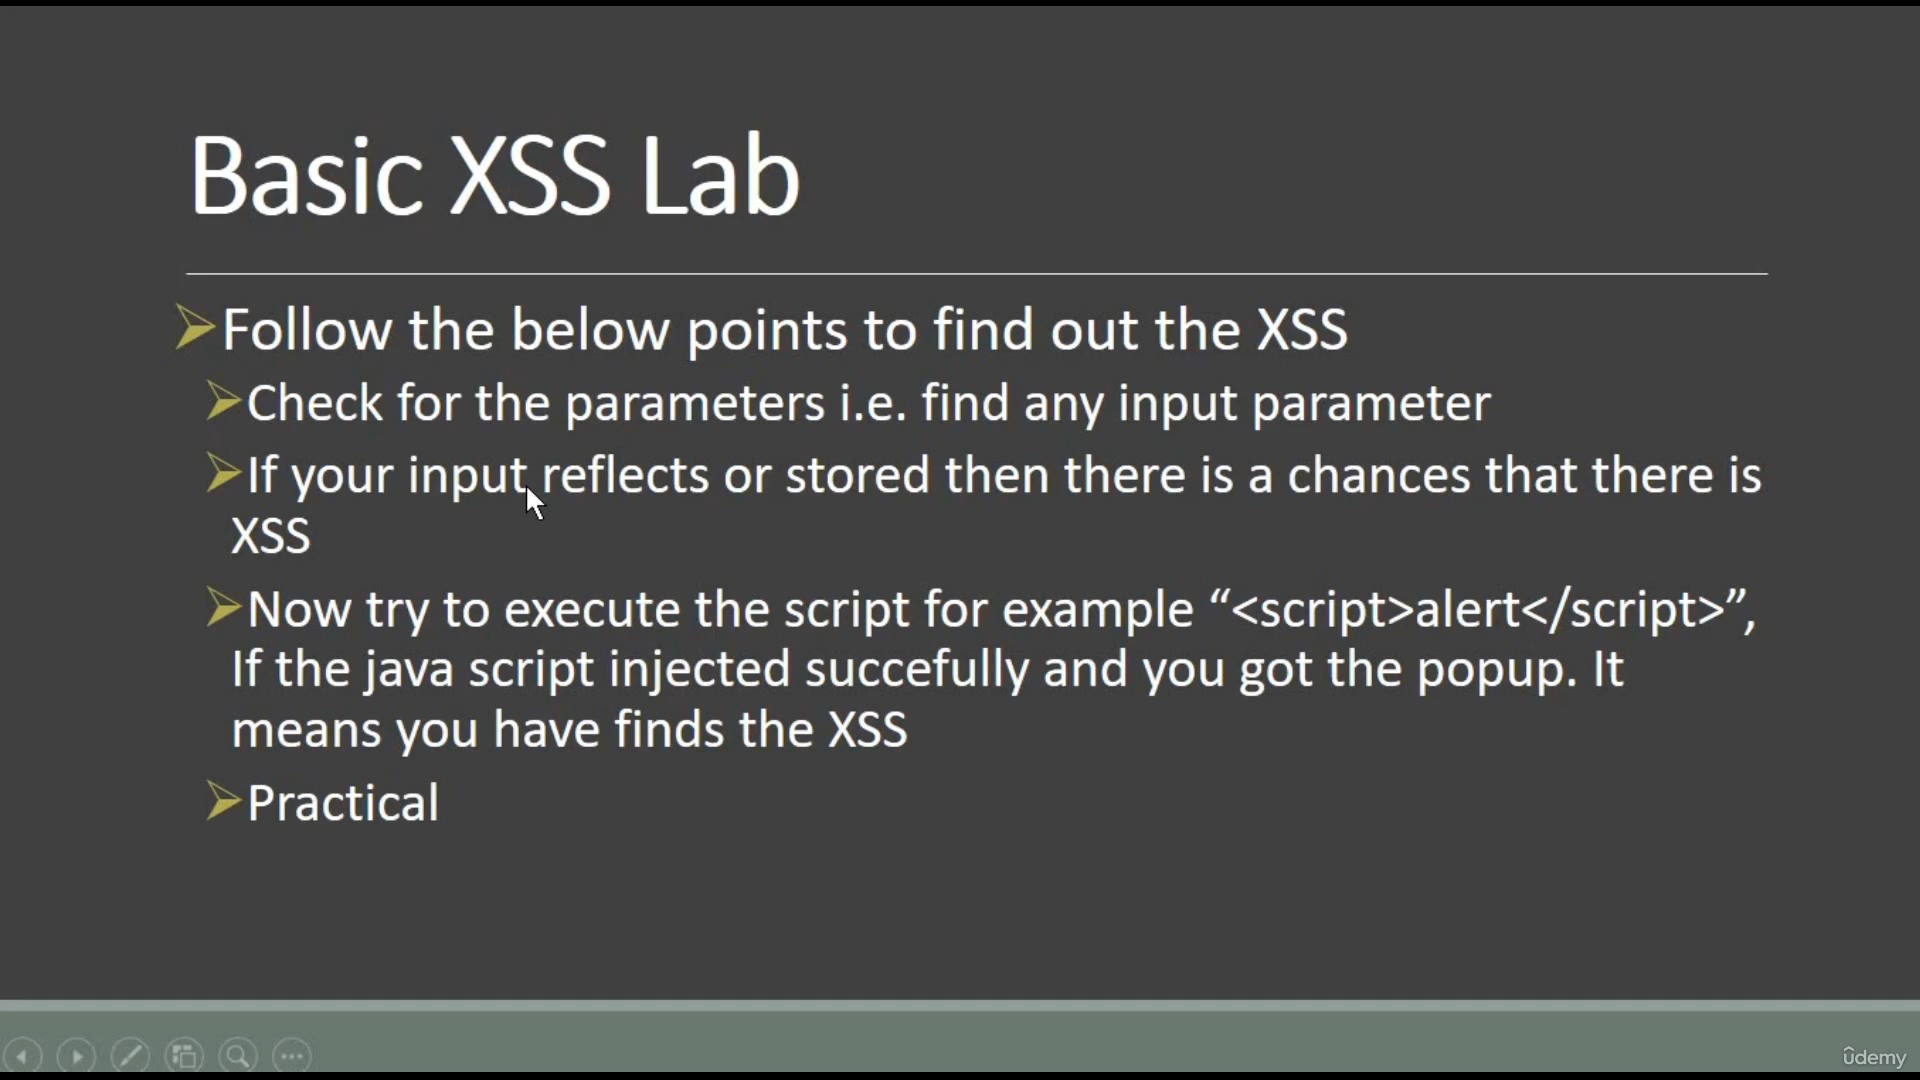 Basic XSS Lab
Follow the below points to find out the XSS
Check for the parameters i.e. find any input parameter
If your input reflects or stored then there is a chances that there is
XSS
Now try to execute the script for example “<script>alert</script>”,
If the java script injected succefully and you got the popup. It
means you have finds the XSS
Practical
ûdemy